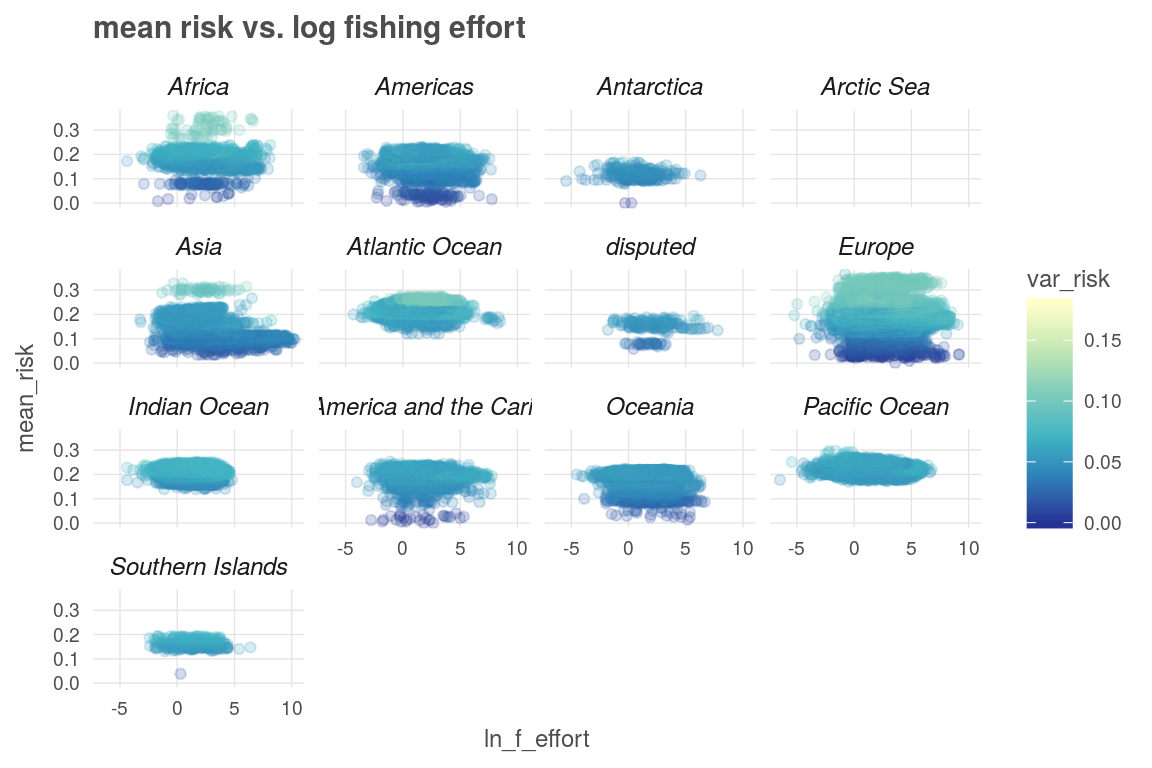 mean risk vs. log fishing effort
Africa Americas Antarctica Arctic Sea
0.3
0.2
0.1
0.0
Asia Atlantic Ocean disputed Europe
0.3
0.2
0.1
0.0
var_risk
0.15
0.10
0.05
0.00
mean_risk
Indian Ocean America and the Cari Oceania Pacific Ocean
0.3
0.2
0.1
0.0
-5 0 5 10 -5 0 5 10 -5 0 5 10
Southern Islands
0.3
0.2
0.1
0.0
-5 0 5 10
ln_f_effort